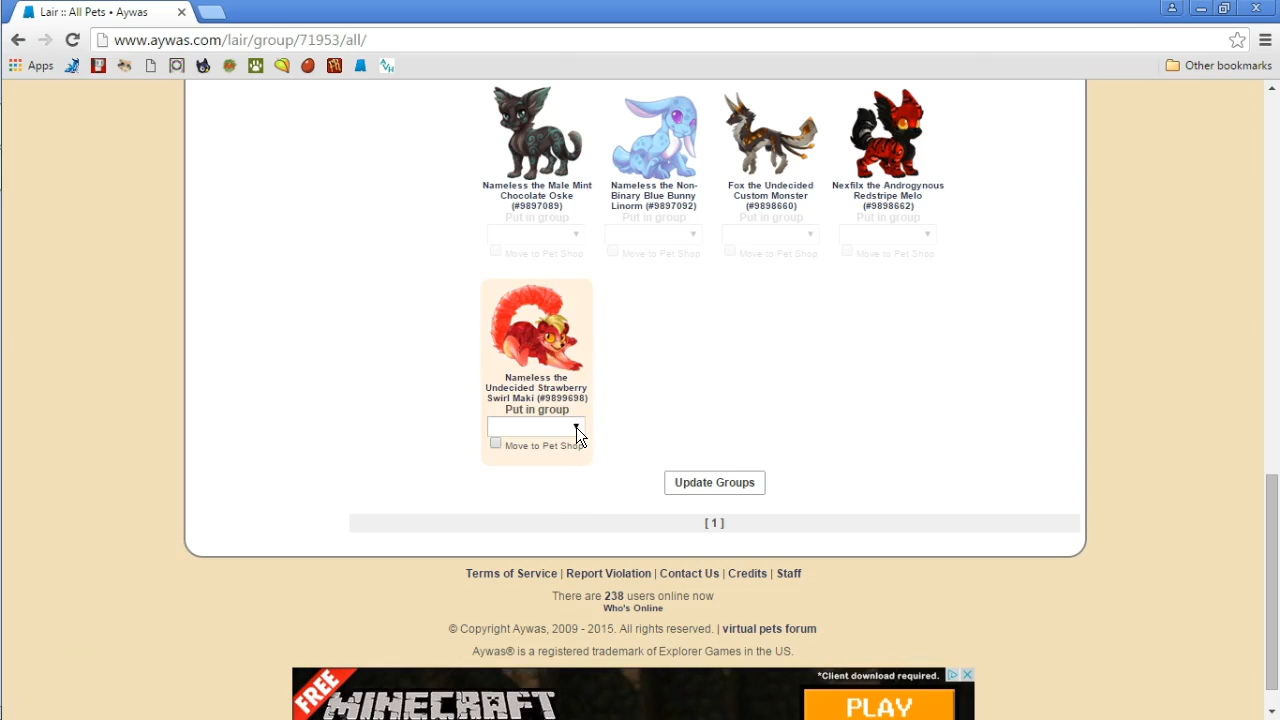 Lair :: All Pets • Aywas
www.aywas.com/lair/group/71953/all/
Apps
Other bookmarks
Nameless the Male Mint
Chocolate Oske
(#9897089)
Put in group
Move to Pet Shop
Nameless the Non-
Binary Blue Bunny
Linorm (#9897092)
Put in group
Move to Pet Shop
Fox the Undecided
Custom Monster
(#9898660)
Put in group
Move to Pet Shop
Nexfilx the Androgynous
Redstripe Melo
(#9898662)
Put in group
Move to Pet Shop
Nameless the
Undecided Strawberry
Swirl Maki (#9899698)
Put in group
Move to Pet Shop
Update Groups
[ 1 ]
Terms of Service | Report Violation | Contact Us | Credits | Staff
There are 238 users online now
Who's Online
© Copyright Aywas, 2009 - 2015. All rights reserved. | virtual pets forum
Aywas® is a registered trademark of Explorer Games in the US.
*Client download required.
FREE
MINECRAFT
PLAY